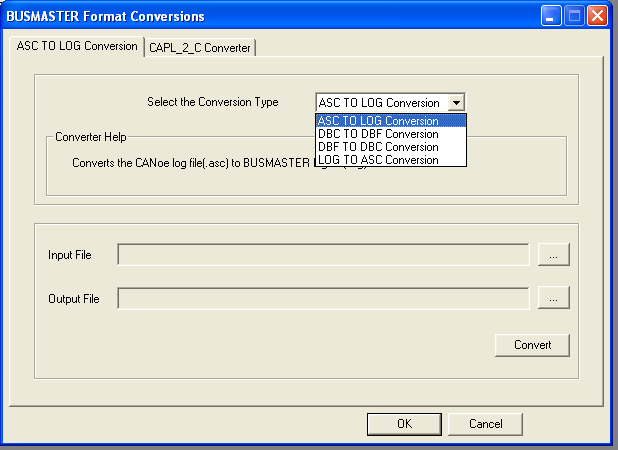 BUSMASTER Format Conversions
ASC TO LOG Conversion
CAPL_2_C Converter
Select the Conversion Type
ASC TO LOG Conversion
ASC TO LOG Conversion
DBC TO DBF Conversion
DBF TO DBC Conversion
LOG TO ASC Conversion
Converter Help
Converts the CANoe log file(.asc) to BUSMASTER
Input File
...
Output File
...
Convert
OK
Cancel